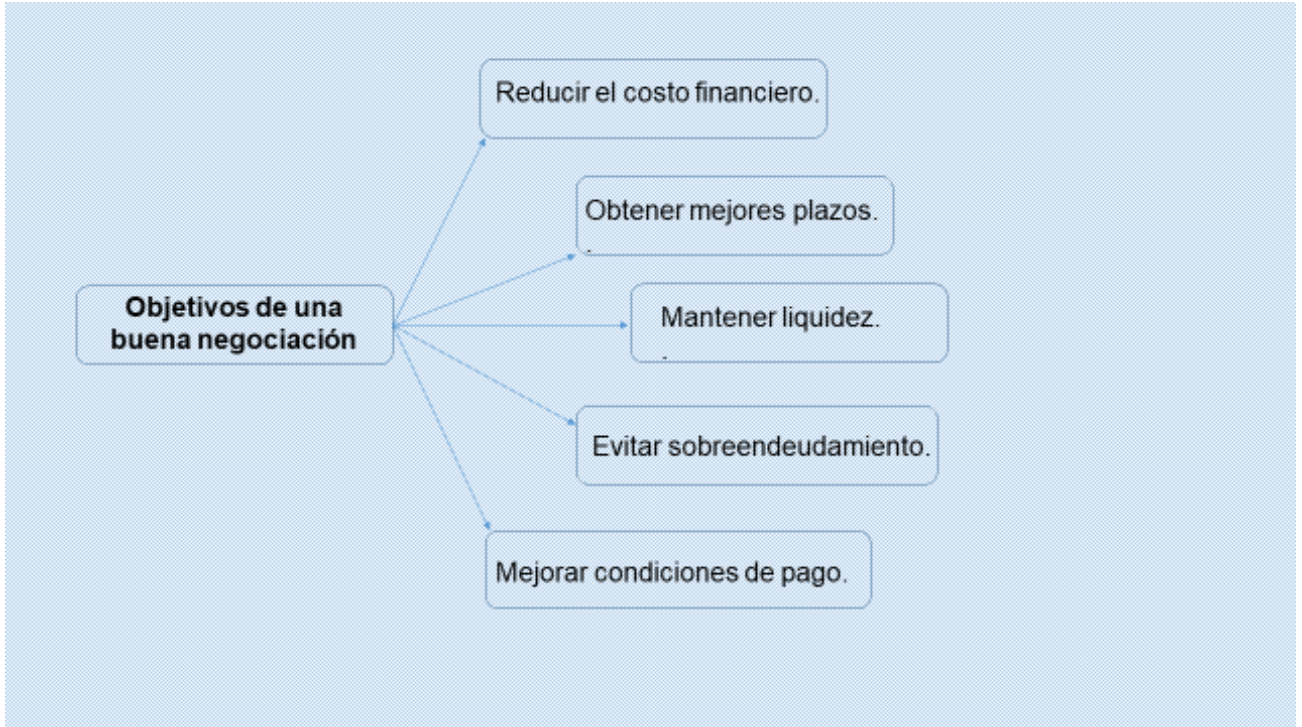 Reducir el costo financiero.
Obtener mejores plazos.
.
Objetivos de una
buena negociación
Mantener liquidez.
.
Evitar sobreendeudamiento.
Mejorar condiciones de pago.